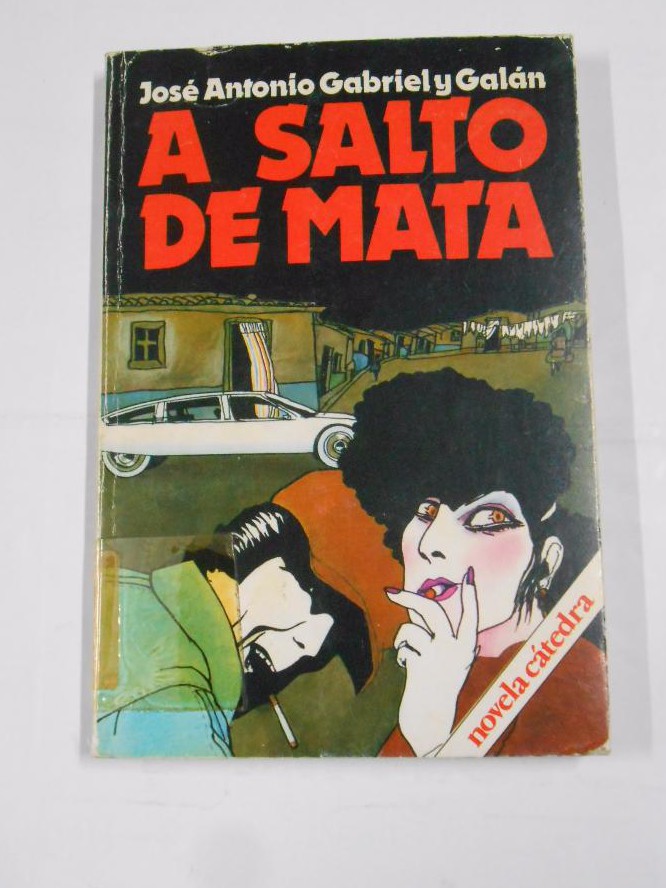 José Antonio Gabriel y Galán
A SALTO
DE MATA
novela cátedra